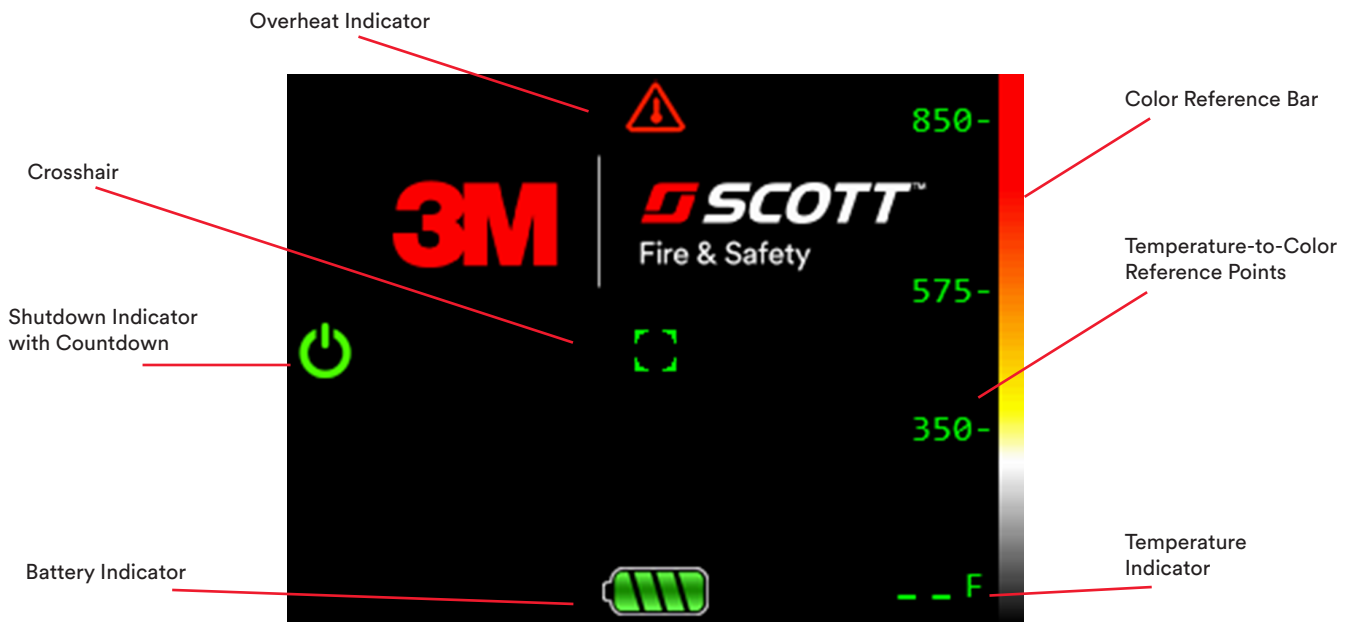 Overheat Indicator
850-
Color Reference Bar
Crosshair
3M
SCOTT™
Fire & Safety
Temperature-to-Color
Reference Points
575-
Shutdown Indicator
with Countdown
350-
Battery Indicator
Temperature
Indicator
-- F